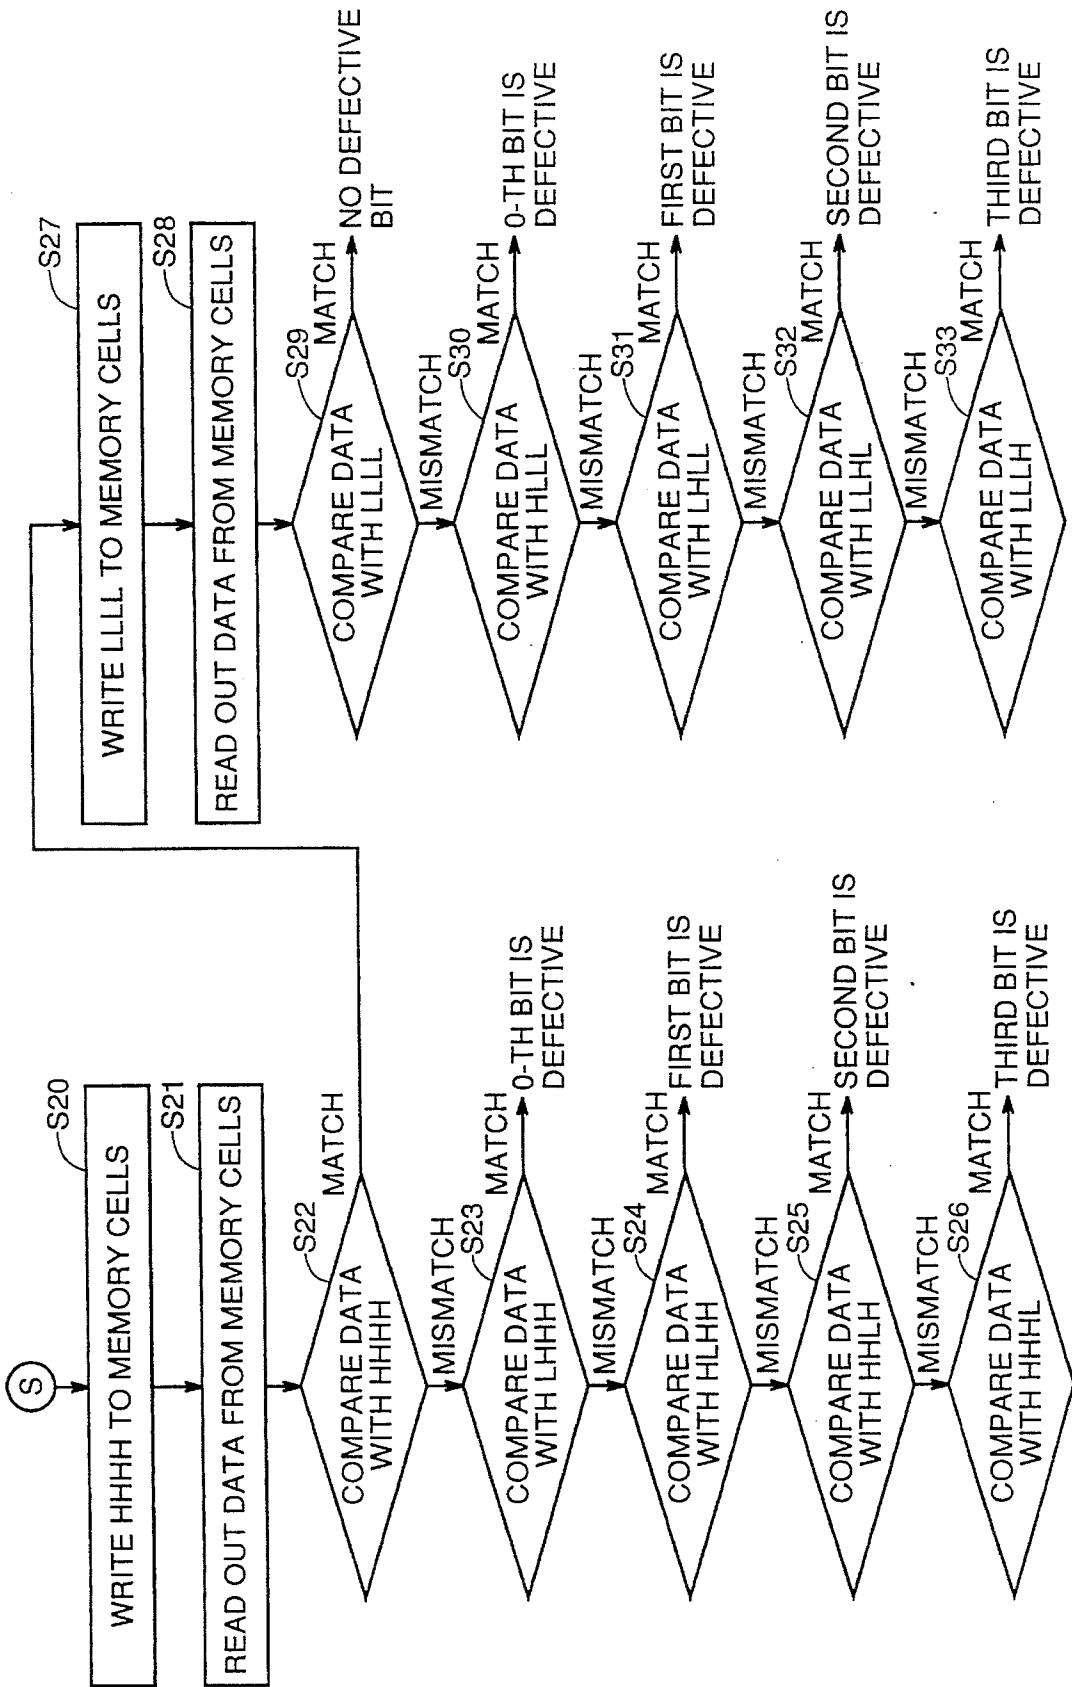 S
S20
WRITE HHHH TO MEMORY CELLS
S21
READ OUT DATA FROM MEMORY CELLS
S22
COMPARE DATA
WITH HHHH
MATCH
MISMATCH
S23
COMPARE DATA
WITH LHHH
MATCH
0-TH BIT IS
DEFECTIVE
MISMATCH
S24
COMPARE DATA
WITH HLHH
MATCH
FIRST BIT IS
DEFECTIVE
MISMATCH
S25
COMPARE DATA
WITH HHLH
MATCH
SECOND BIT IS
DEFECTIVE
MISMATCH
S26
COMPARE DATA
WITH HHHL
MATCH
THIRD BIT IS
DEFECTIVE
S27
WRITE LLLL TO MEMORY CELLS
S28
READ OUT DATA FROM MEMORY CELLS
S29
COMPARE DATA
WITH LLLL
MATCH
NO DEFECTIVE
BIT
MISMATCH
S30
COMPARE DATA
WITH HLLL
MATCH
0-TH BIT IS
DEFECTIVE
MISMATCH
S31
COMPARE DATA
WITH LHLL
MATCH
FIRST BIT IS
DEFECTIVE
MISMATCH
S32
COMPARE DATA
WITH LLHL
MATCH
SECOND BIT IS
DEFECTIVE
MISMATCH
S33
COMPARE DATA
WITH LLLH
MATCH
THIRD BIT IS
DEFECTIVE